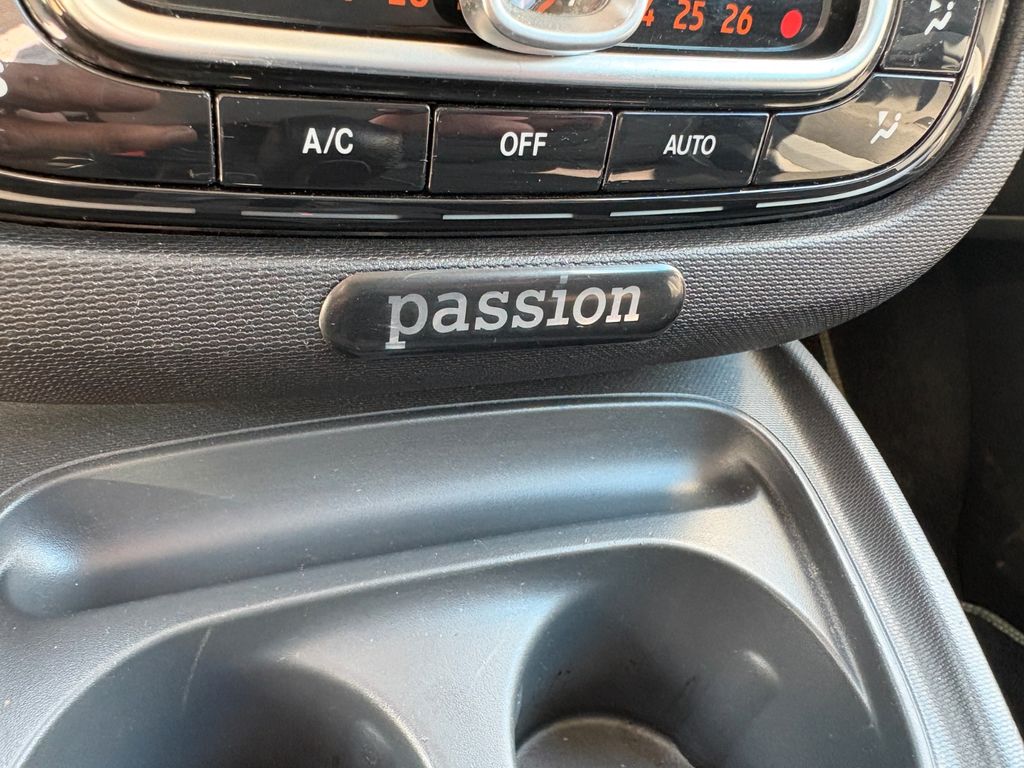 25 26
A/C OFF AUTO
passion